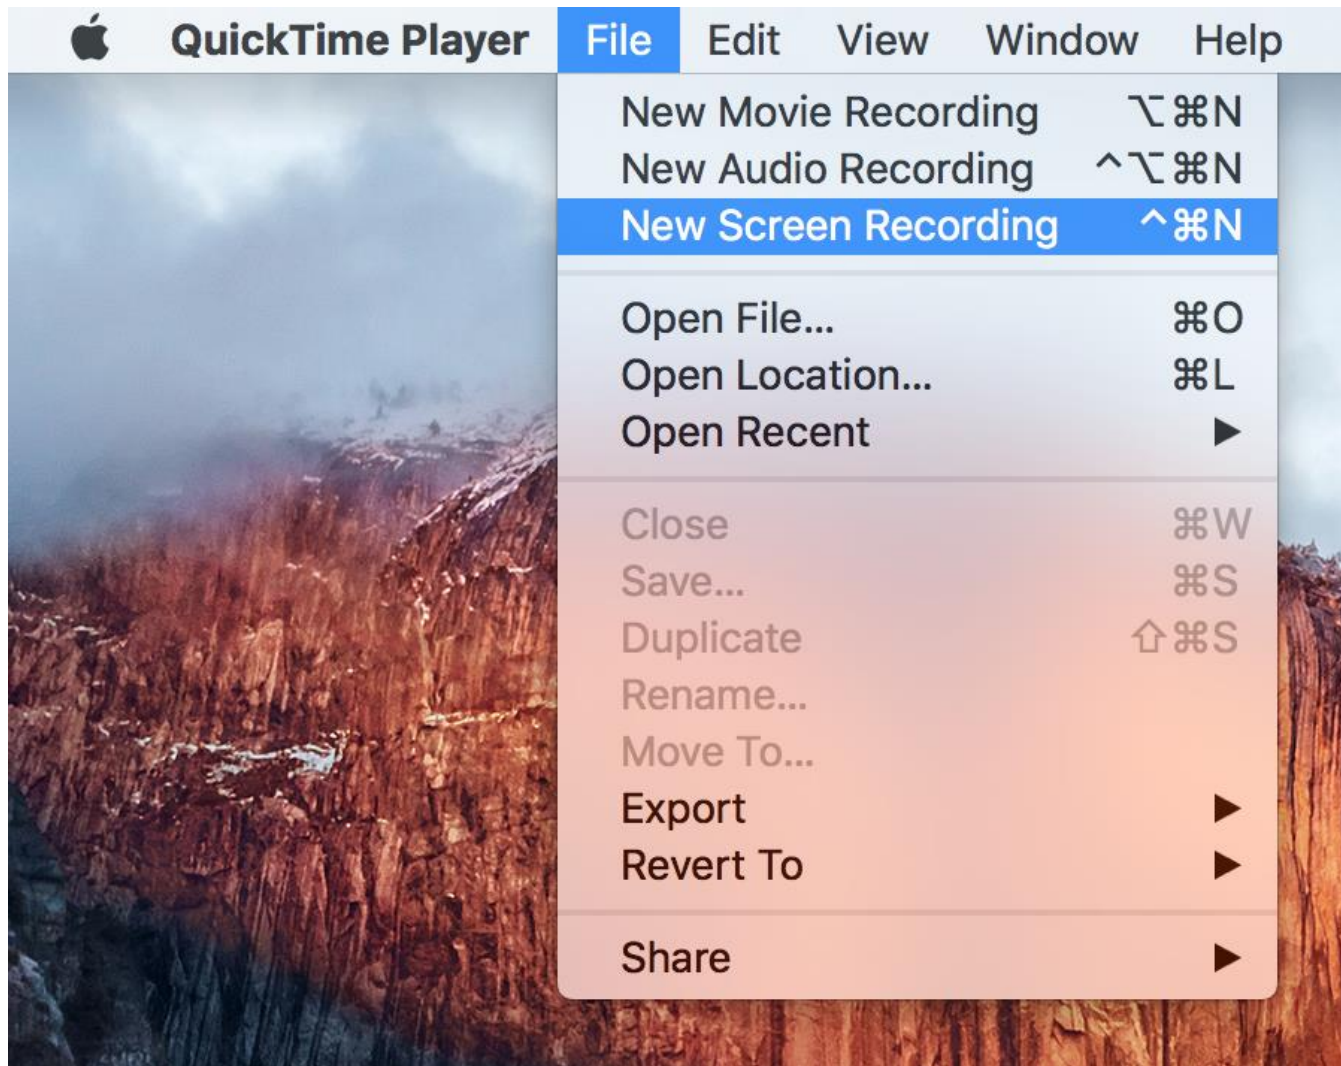 QuickTime Player File Edit View Window Help
New Movie Recording ⌥⌘N
New Audio Recording ^⌥⌘N
New Screen Recording ^⌘N
Open File... ⌘O
Open Location... ⌘L
Open Recent ▶
Close ⌘W
Save... ⌘S
Duplicate ⇧⌘S
Rename...
Move To...
Export ▶
Revert To ▶
Share ▶